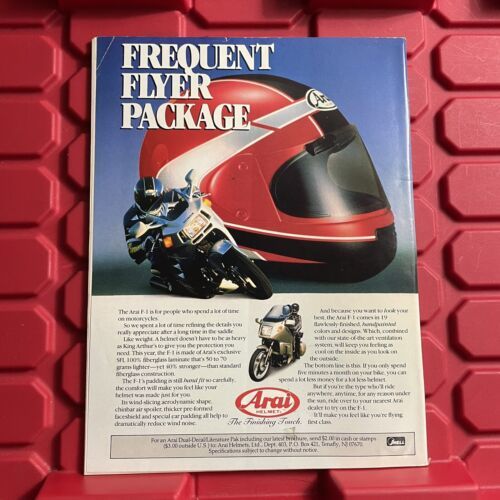 FREQUENT
FLYER
PACKAGE
Arai
The Arai F-1 is for people who spend a lot of time
on motorcycles.
So we spent a lot of time refining the details you
really appreciate after a long time in the saddle.
Like weight. A helmet doesn't have to be as heavy
as King Arthur's to give you the protection you
need. This year, the F-1 is made of Arai's exclusive
SFL 100% fiberglass laminate that's 50 to 70
grams lighter—yet 40% stronger—than standard
fiberglass construction.
The F-1's padding is still hand fit so carefully,
the comfort will make you feel like your
helmet was made just for you.
Its wind-slicing aerodynamic shape,
chinbar air spoiler, thicker pre-formed
faceshield and special ear padding all help to
dramatically reduce wind noise.
And because you want to look your
best, the Arai F-1 comes in 19
flawlessly-finished, handpainted
colors and designs. Which, combined
with our state-of-the-art ventilation
system, will keep you feeling as
cool on the inside as you look on
the outside.
The bottom line is this. If you only spend
five minutes a month on your bike, you can
spend a lot less money for a lot less helmet.
But if you're the type who'll ride
anywhere, anytime, for any reason under
the sun, ride over to your nearest Arai
dealer to try on the F-1.
It'll make you feel like you're flying
first class.
Arai
HELMET
The Finishing Touch.
For an Arai Dual-Decal/Literature Pak including our latest brochure, send $2.00 in cash or stamps
($3.00 outside U.S.) to: Arai Helmets, Ltd., Dept. 403, P.O. Box 421, Tenafly, NJ 07670.
Specifications subject to change without notice.
SNELL